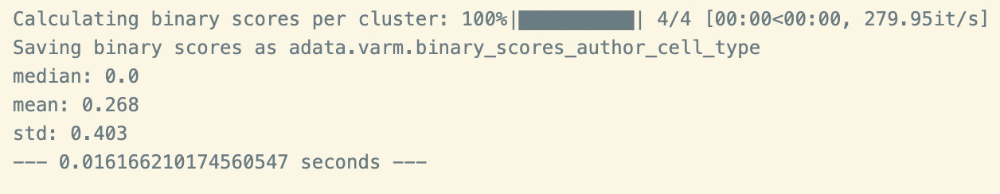 Calculating binary scores per cluster: 100%|██████████| 4/4 [00:00<00:00, 279.95it/s]
Saving binary scores as adata.varm.binary_scores_author_cell_type
median: 0.0
mean: 0.268
std: 0.403
--- 0.016166210174560547 seconds ---